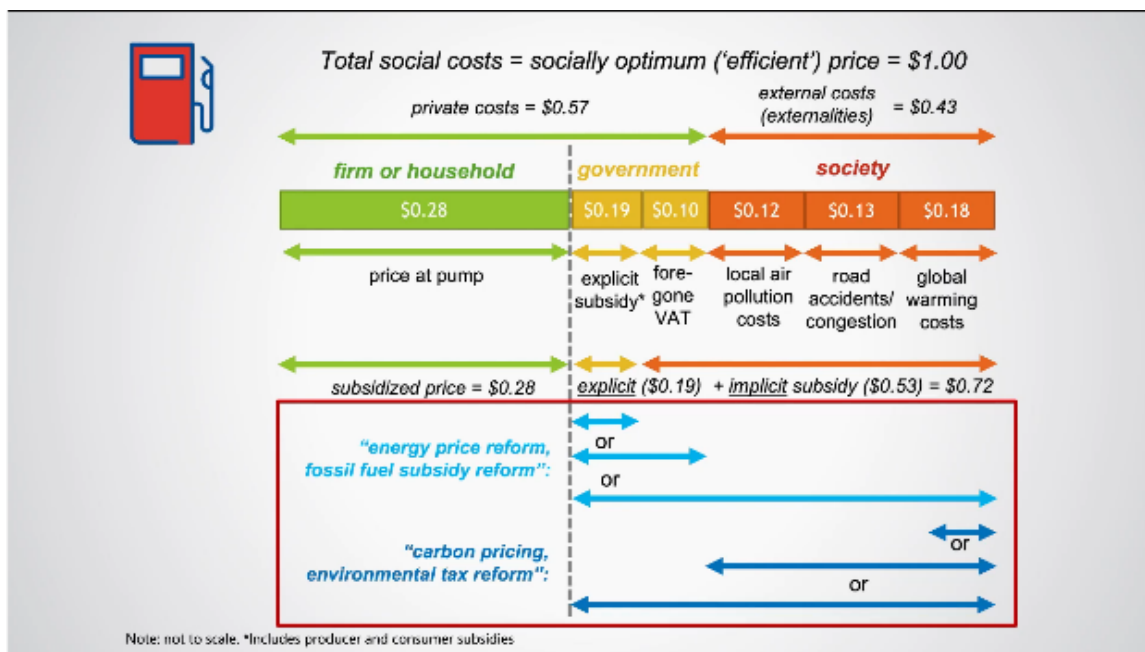 Total social costs = socially optimum (‘efficient’) price = $1.00
private costs = $0.57
external costs
(externalities) = $0.43
firm or household
government
society
$0.28
$0.19
$0.10
$0.12
$0.13
$0.18
price at pump
explicit
subsidy*
fore-
gone
VAT
local air
pollution
costs
road
accidents/
congestion
global
warming
costs
subsidized price = $0.28
explicit ($0.19) + implicit subsidy ($0.53) = $0.72
“energy price reform,
fossil fuel subsidy reform”:
or
or
“carbon pricing,
environmental tax reform”:
or
or
Note: not to scale. *Includes producer and consumer subsidies